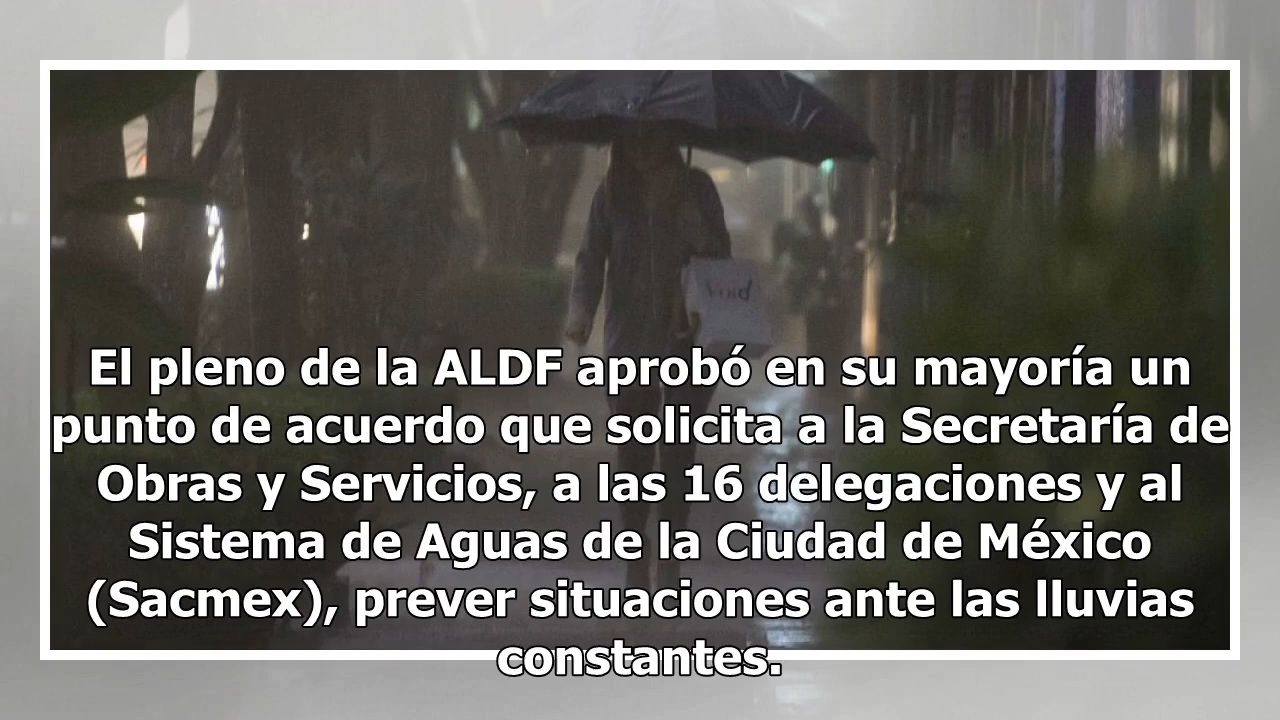 Void
El pleno de la ALDF aprobó en su mayoría un
punto de acuerdo que solicita a la Secretaría de
Obras y Servicios, a las 16 delegaciones y al
Sistema de Aguas de la Ciudad de México
(Sacmex), prever situaciones ante las lluvias
constantes.